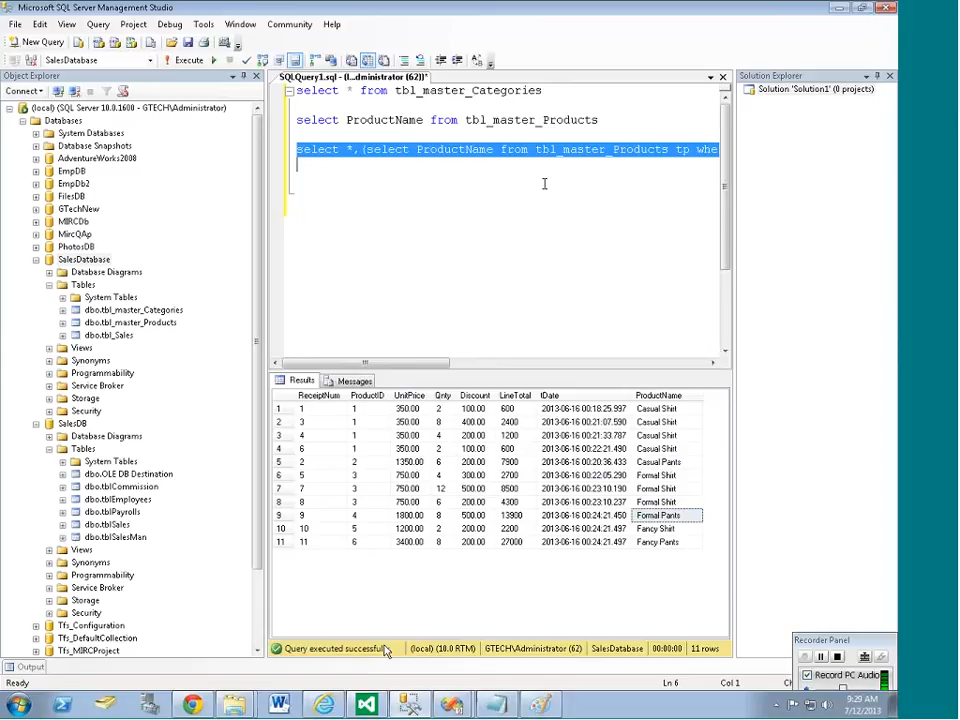 Microsoft SQL Server Management Studio
File Edit View Query Project Debug Tools Window Community Help
New Query
SalesDatabase
Execute
Object Explorer
Connect
(local) (SQL Server 10.0.1600 - GTECH\Administrator)
Databases
System Databases
Database Snapshots
AdventureWorks2008
EmpDB
EmpDb2
FilesDB
GTechNew
MIRCDb
MircQAp
PhotosDB
SalesDatabase
Database Diagrams
Tables
System Tables
dbo.tbl_master_Categories
dbo.tbl_master_Products
dbo.tbl_Sales
Views
Synonyms
Programmability
Service Broker
Storage
Security
SalesDB
Database Diagrams
Tables
System Tables
dbo.OLE DB Destination
dbo.tblCommission
dbo.tblEmployees
dbo.tblPayrolls
dbo.tblSales
dbo.tblSalesMan
Views
Synonyms
Programmability
Service Broker
Storage
Security
Tfs_Configuration
Tfs_DefaultCollection
Tfs_MIRCProject
SQLQuery1.sql - (l...dministrator (62))*
select * from tbl_master_Categories
select ProductName from tbl_master_Products
select *,(select ProductName from tbl_master_Products tp whe
Results Messages
ReceiptNum ProductID UnitPrice Qnty Discount LineTotal tDate ProductName
1 1 1 350.00 2 100.00 600 2013-06-16 00:18:25.997 Casual Shirt
2 3 1 350.00 8 400.00 2400 2013-06-16 00:21:07.590 Casual Shirt
3 4 1 350.00 4 200.00 1200 2013-06-16 00:21:33.787 Casual Shirt
4 6 1 350.00 2 100.00 600 2013-06-16 00:22:21.490 Casual Shirt
5 2 2 1350.00 6 200.00 7900 2013-06-16 00:20:36.433 Casual Pants
6 5 3 750.00 4 300.00 2700 2013-06-16 00:22:05.290 Formal Shirt
7 7 3 750.00 12 500.00 8500 2013-06-16 00:23:10.190 Formal Shirt
8 8 3 750.00 6 200.00 4300 2013-06-16 00:23:10.237 Formal Shirt
9 9 4 1800.00 8 500.00 13900 2013-06-16 00:24:21.450 Formal Pants
10 10 5 1200.00 2 200.00 2200 2013-06-16 00:24:21.497 Fancy Shirt
11 11 6 3400.00 8 200.00 27000 2013-06-16 00:24:21.497 Fancy Pants
Query executed successfully.
(local) (10.0 RTM) GTECH\Administrator (62) SalesDatabase 00:00:00 11 rows
Solution Explorer
Solution 'Solution1' (0 projects)
Output
Ready
Ln 6 Col 1
Recorder Panel
Record PC Audio
9:29 AM
7/12/2013